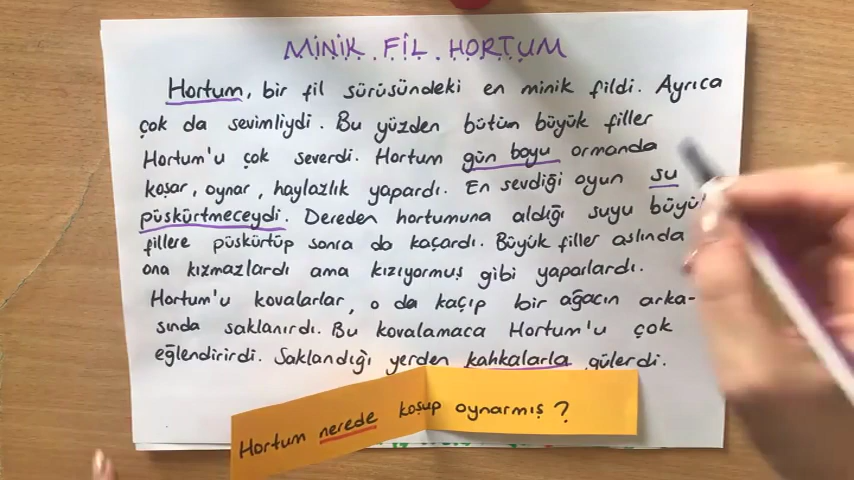 MİNİK FİL HORTUM
Hortum, bir fil sürüsündeki en minik fildi. Ayrıca
çok da sevimliydi. Bu yüzden bütün büyük filler
Hortum'u çok severdi. Hortum gün boyu ormanda
koşar, oynar, haylazlık yapardı. En sevdiği oyun su
püskürtmeceydi. Dereden hortumuna aldığı suyu büyük
fillere püskürtüp sonra da kaçardı. Büyük filler aslında
ona kızmazlardı ama kızıyormuş gibi yaparlardı.
Hortum'u kovalarlar, o da kaçıp bir ağacın arka-
sında saklanırdı. Bu kovalamaca Hortum'u çok
eğlendirirdi. Saklandığı yerden kahkalarla gülerdi.
Hortum nerede koşup oynarmış?